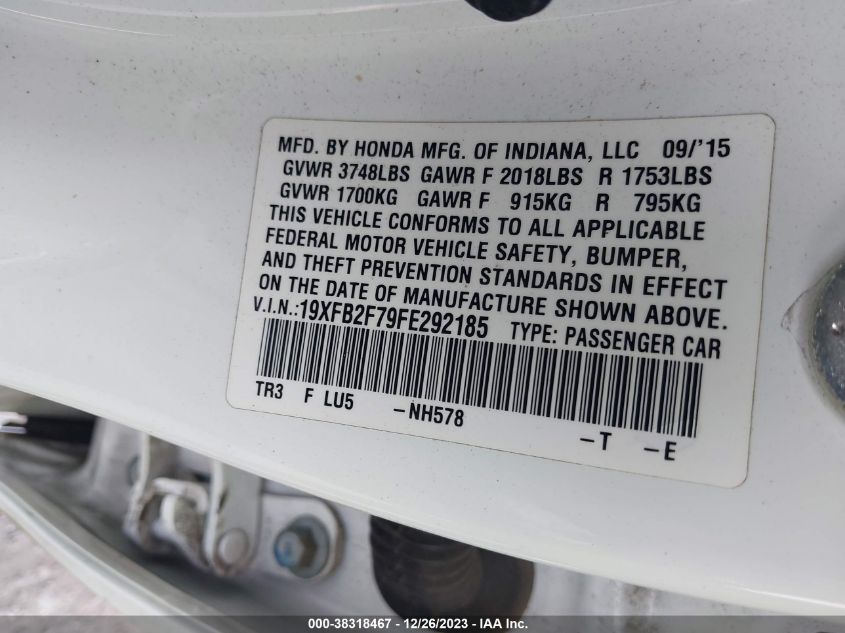 MFD. BY HONDA MFG. OF INDIANA, LLC 09/'15
GVWR 3748LBS GAWR F 2018LBS R 1753LBS
GVWR 1700KG GAWR F 915KG R 795KG
THIS VEHICLE CONFORMS TO ALL APPLICABLE
FEDERAL MOTOR VEHICLE SAFETY, BUMPER,
AND THEFT PREVENTION STANDARDS IN EFFECT
ON THE DATE OF MANUFACTURE SHOWN ABOVE.
V.I.N.:19XFB2F79FE292185 TYPE: PASSENGER CAR
TR3 F LU5 –NH578 –T –E
000-38318467 - 12/26/2023 - IAA Inc.